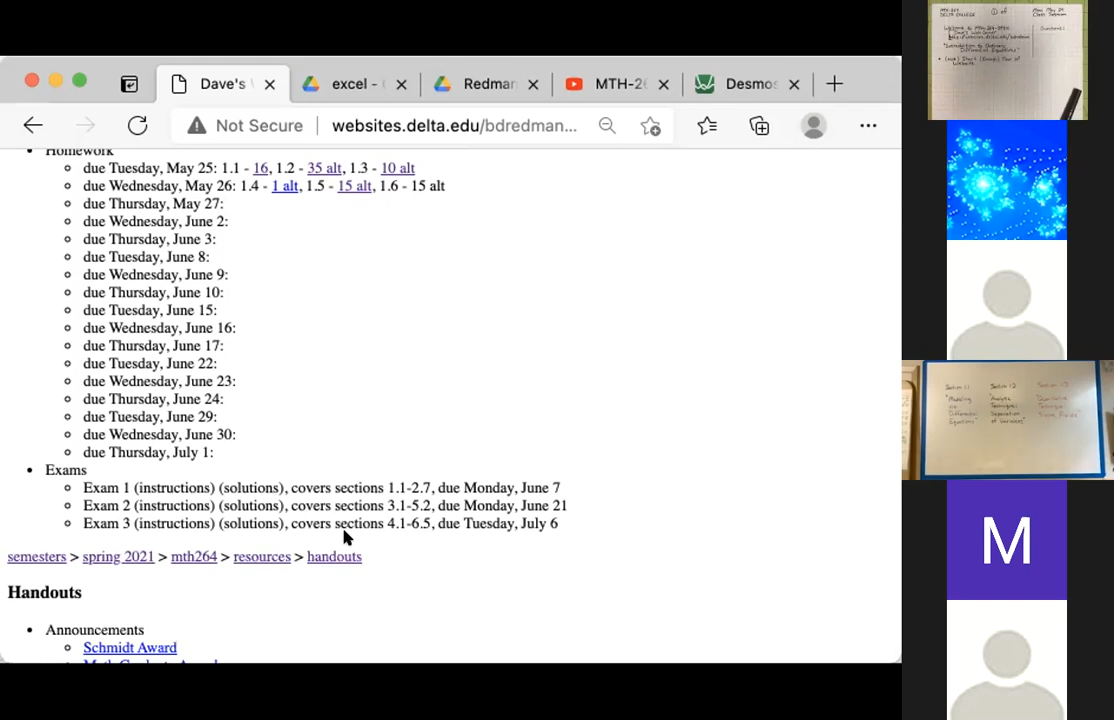 Dave's
excel -
Redmar
MTH-26
Desmos
Not Secure
websites.delta.edu/bdredman...
Homework
due Tuesday, May 25: 1.1 - 16, 1.2 - 35 alt, 1.3 - 10 alt
due Wednesday, May 26: 1.4 - 1 alt, 1.5 - 15 alt, 1.6 - 15 alt
due Thursday, May 27:
due Wednesday, June 2:
due Thursday, June 3:
due Tuesday, June 8:
due Wednesday, June 9:
due Thursday, June 10:
due Tuesday, June 15:
due Wednesday, June 16:
due Thursday, June 17:
due Tuesday, June 22:
due Wednesday, June 23:
due Thursday, June 24:
due Tuesday, June 29:
due Wednesday, June 30:
due Thursday, July 1:
Exams
Exam 1 (instructions) (solutions), covers sections 1.1-2.7, due Monday, June 7
Exam 2 (instructions) (solutions), covers sections 3.1-5.2, due Monday, June 21
Exam 3 (instructions) (solutions), covers sections 4.1-6.5, due Tuesday, July 6
semesters > spring 2021 > mth264 > resources > handouts
Handouts
Announcements
Schmidt Award
M